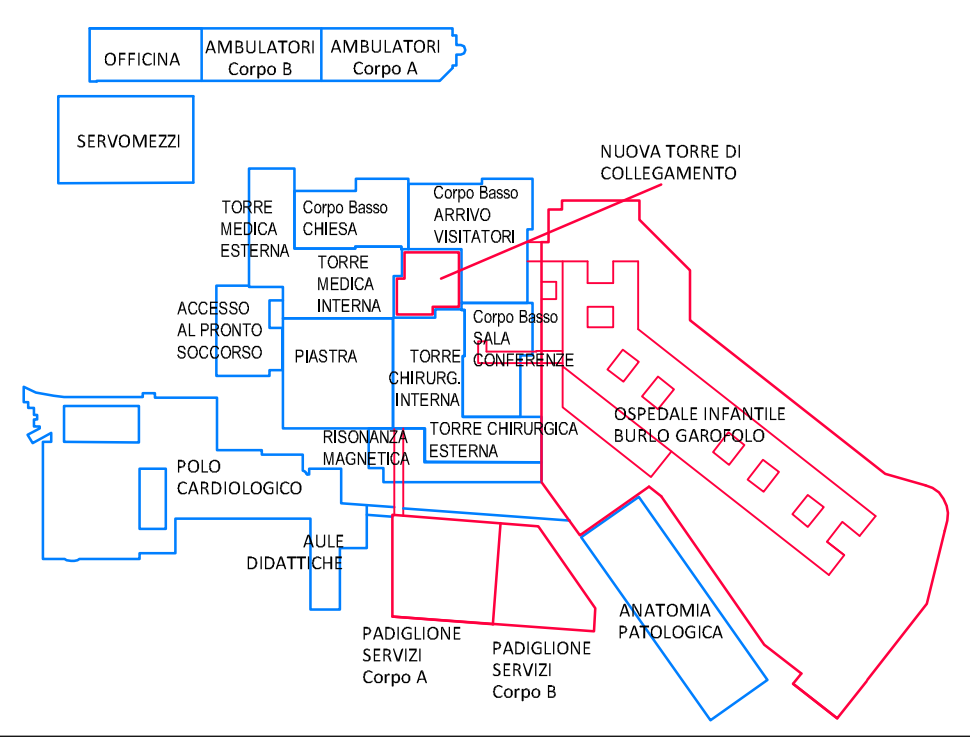 OFFICINA
AMBULATORI
Corpo B
AMBULATORI
Corpo A
SERVOMEZZI
NUOVA TORRE DI
COLLEGAMENTO
TORRE
MEDICA
ESTERNA
Corpo Basso
CHIESA
Corpo Basso
ARRIVO
VISITATORI
TORRE
MEDICA
INTERNA
ACCESSO
AL PRONTO
SOCCORSO
PIASTRA
TORRE
CHIRURG.
INTERNA
Corpo Basso
SALA
CONFERENZE
OSPEDALE INFANTILE
BURLO GAROFOLO
RISONANZA
MAGNETICA
TORRE CHIRURGICA
ESTERNA
POLO
CARDIOLOGICO
AULE
DIDATTICHE
ANATOMIA
PATOLOGICA
PADIGLIONE
SERVIZI
Corpo A
PADIGLIONE
SERVIZI
Corpo B